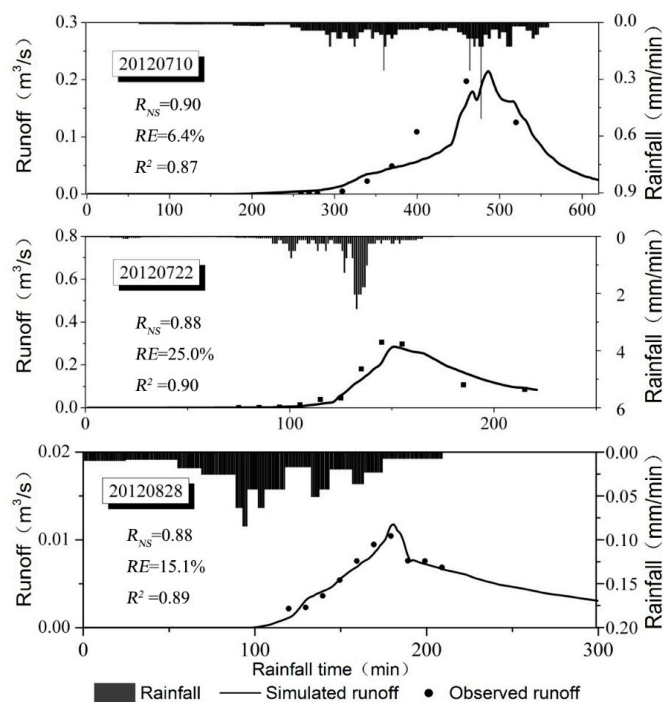 Runoff（m³/s）
0.3
0.2
0.1
0.0
20120710
R_NS=0.90
RE=6.4%
R² =0.87
0.0
0.3
0.6
0.9
Rainfall（mm/min）
0 100 200 300 400 500 600
Runoff（m³/s）
0.8
0.6
0.4
0.2
0.0
20120722
R_NS=0.88
RE=25.0%
R² =0.90
0
2
4
6
Rainfall（mm/min）
100 200
Runoff（m³/s）
0.02
0.01
0.00
20120828
R_NS=0.88
RE=15.1%
R² =0.89
0.00
0.05
0.10
0.15
0.20
Rainfall（mm/min）
0 100 200 300
Rainfall time（min）
Rainfall Simulated runoff Observed runoff